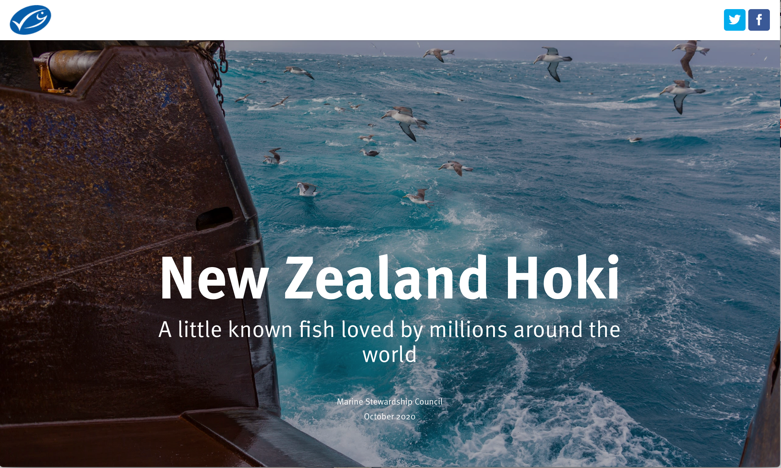 New Zealand Hoki
A little known fish loved by millions around the
world
Marine Stewardship Council
October 2020